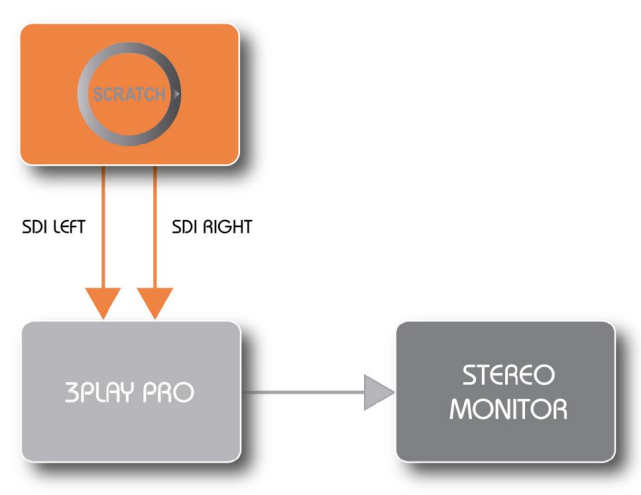 SCRATCH
SDI LEFT
SDI RIGHT
3PLAY PRO
STEREO
MONITOR